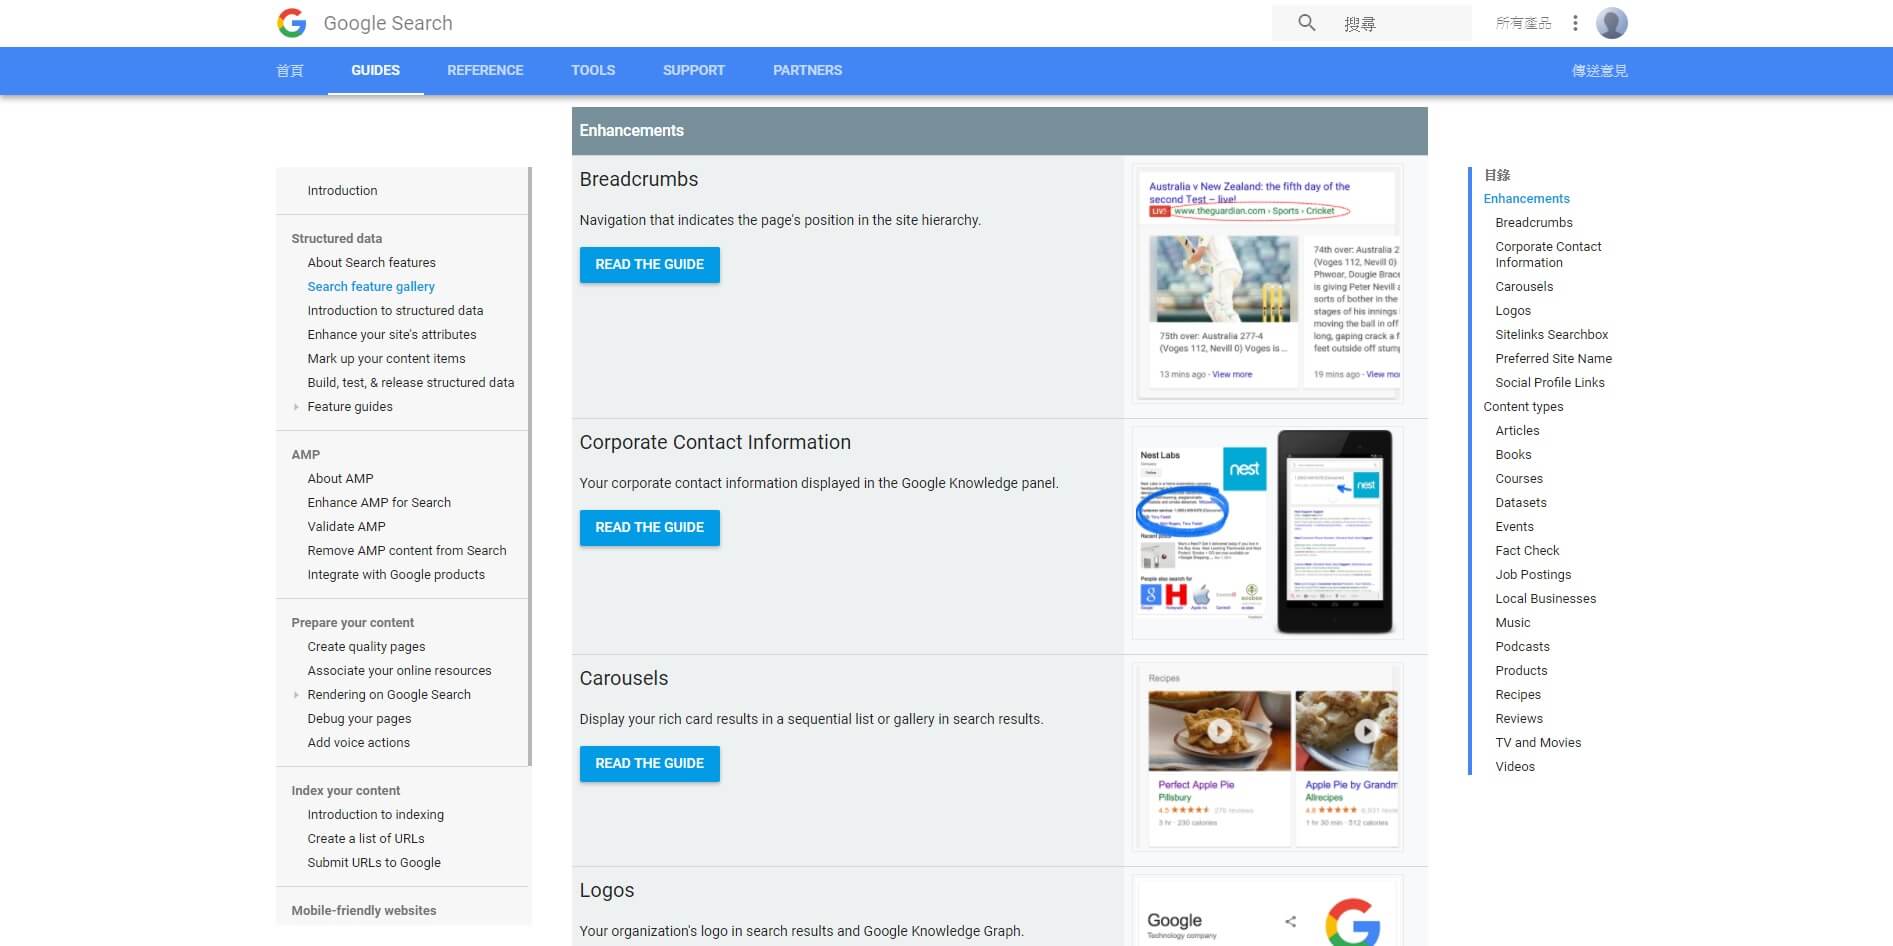 Google Search
搜尋
所有產品
首頁
GUIDES
REFERENCE
TOOLS
SUPPORT
PARTNERS
傳送意見
Introduction
Structured data
About Search features
Search feature gallery
Introduction to structured data
Enhance your site's attributes
Mark up your content items
Build, test, & release structured data
Feature guides
AMP
About AMP
Enhance AMP for Search
Validate AMP
Remove AMP content from Search
Integrate with Google products
Prepare your content
Create quality pages
Associate your online resources
Rendering on Google Search
Debug your pages
Add voice actions
Index your content
Introduction to indexing
Create a list of URLs
Submit URLs to Google
Mobile-friendly websites
Enhancements
Breadcrumbs
Navigation that indicates the page's position in the site hierarchy.
READ THE GUIDE
Australia v New Zealand: the fifth day of the
second Test – live!
LIVE www.theguardian.com › Sports › Cricket
75th over: Australia 277-4
(Voges 112, Nevill 0) Voges is ...
13 mins ago - View more
74th over: Australia 2
(Voges 112, Nevill 0)
Phwoar, Dougie Brace
is giving Peter Nevill a
sorts of bother in the
stages of his innings
moving the ball in off
long, gaping crack a f
feet outside off stump
19 mins ago - View mo
Corporate Contact Information
Your corporate contact information displayed in the Google Knowledge panel.
READ THE GUIDE
Nest Labs
nest
Recent posts
People also search for
nest
Carousels
Display your rich card results in a sequential list or gallery in search results.
READ THE GUIDE
Recipes
Perfect Apple Pie
Pillsbury
4.5 276 reviews
3 hr · 230 calories
Apple Pie by Grandm
Allrecipes
4.8 6,931 revie
1 hr 30 min · 512 calories
Logos
Your organization's logo in search results and Google Knowledge Graph.
Google
Technology company
目錄
Enhancements
Breadcrumbs
Corporate Contact
Information
Carousels
Logos
Sitelinks Searchbox
Preferred Site Name
Social Profile Links
Content types
Articles
Books
Courses
Datasets
Events
Fact Check
Job Postings
Local Businesses
Music
Podcasts
Products
Recipes
Reviews
TV and Movies
Videos